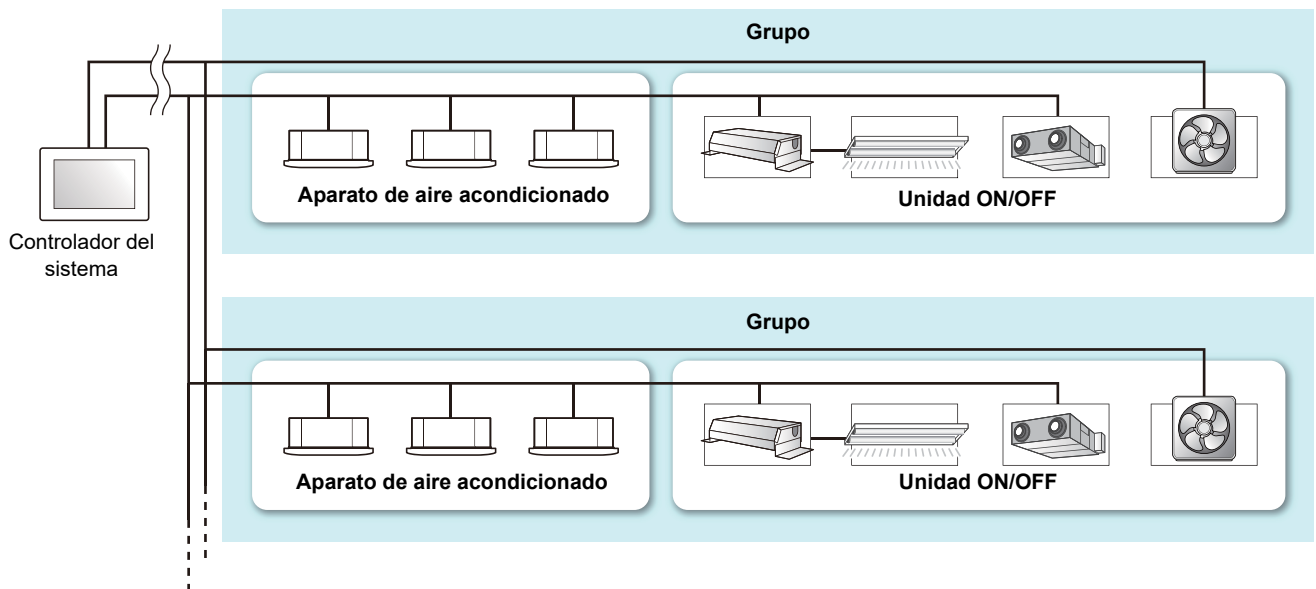 Grupo
Aparato de aire acondicionado
Unidad ON/OFF
Controlador del
sistema
Grupo
Aparato de aire acondicionado
Unidad ON/OFF